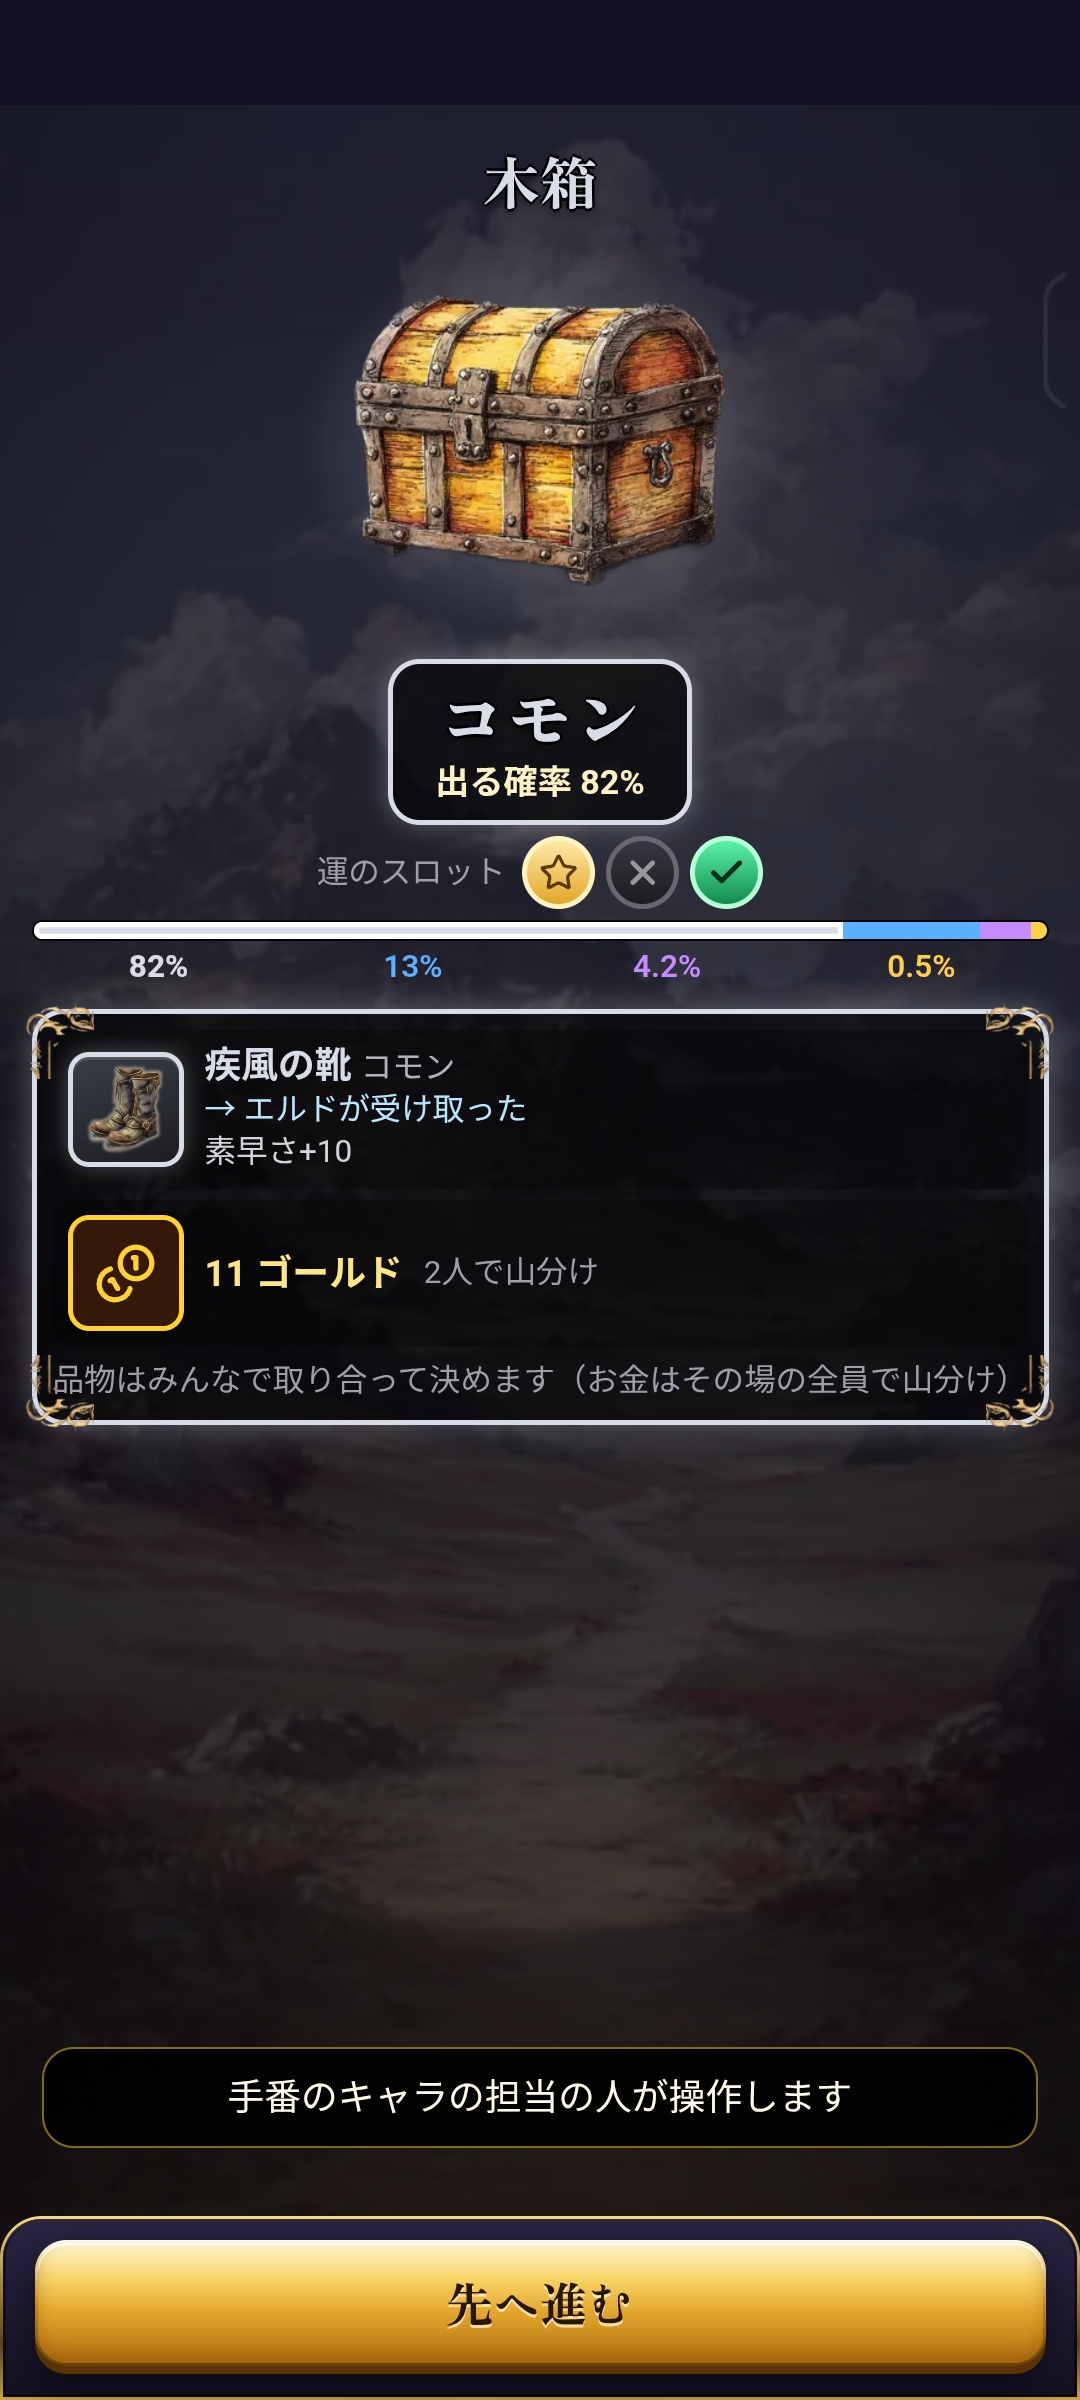 木箱
コモン
出る確率 82%
運のスロット
82% 13% 4.2% 0.5%
疾風の靴 コモン
→ エルドが受け取った
素早さ+10
11 ゴールド 2人で山分け
品物はみんなで取り合って決めます（お金はその場の全員で山分け）
手番のキャラの担当の人が操作します
先へ進む